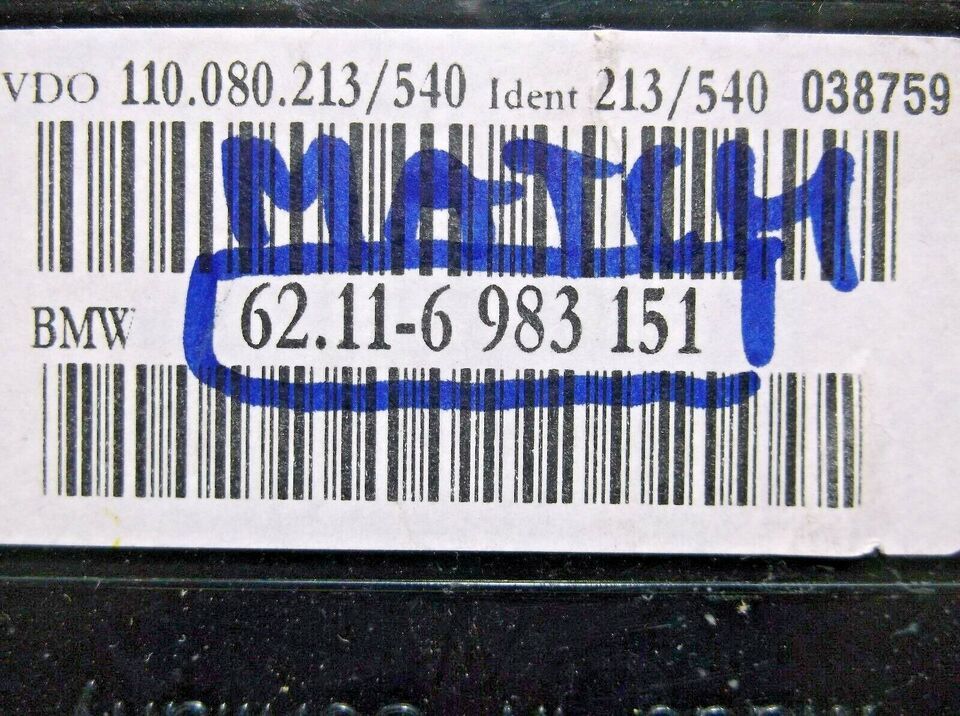 VDO 110.080.213/540 Ident 213/540 038759
MATCH
BMW 62.11-6 983 151